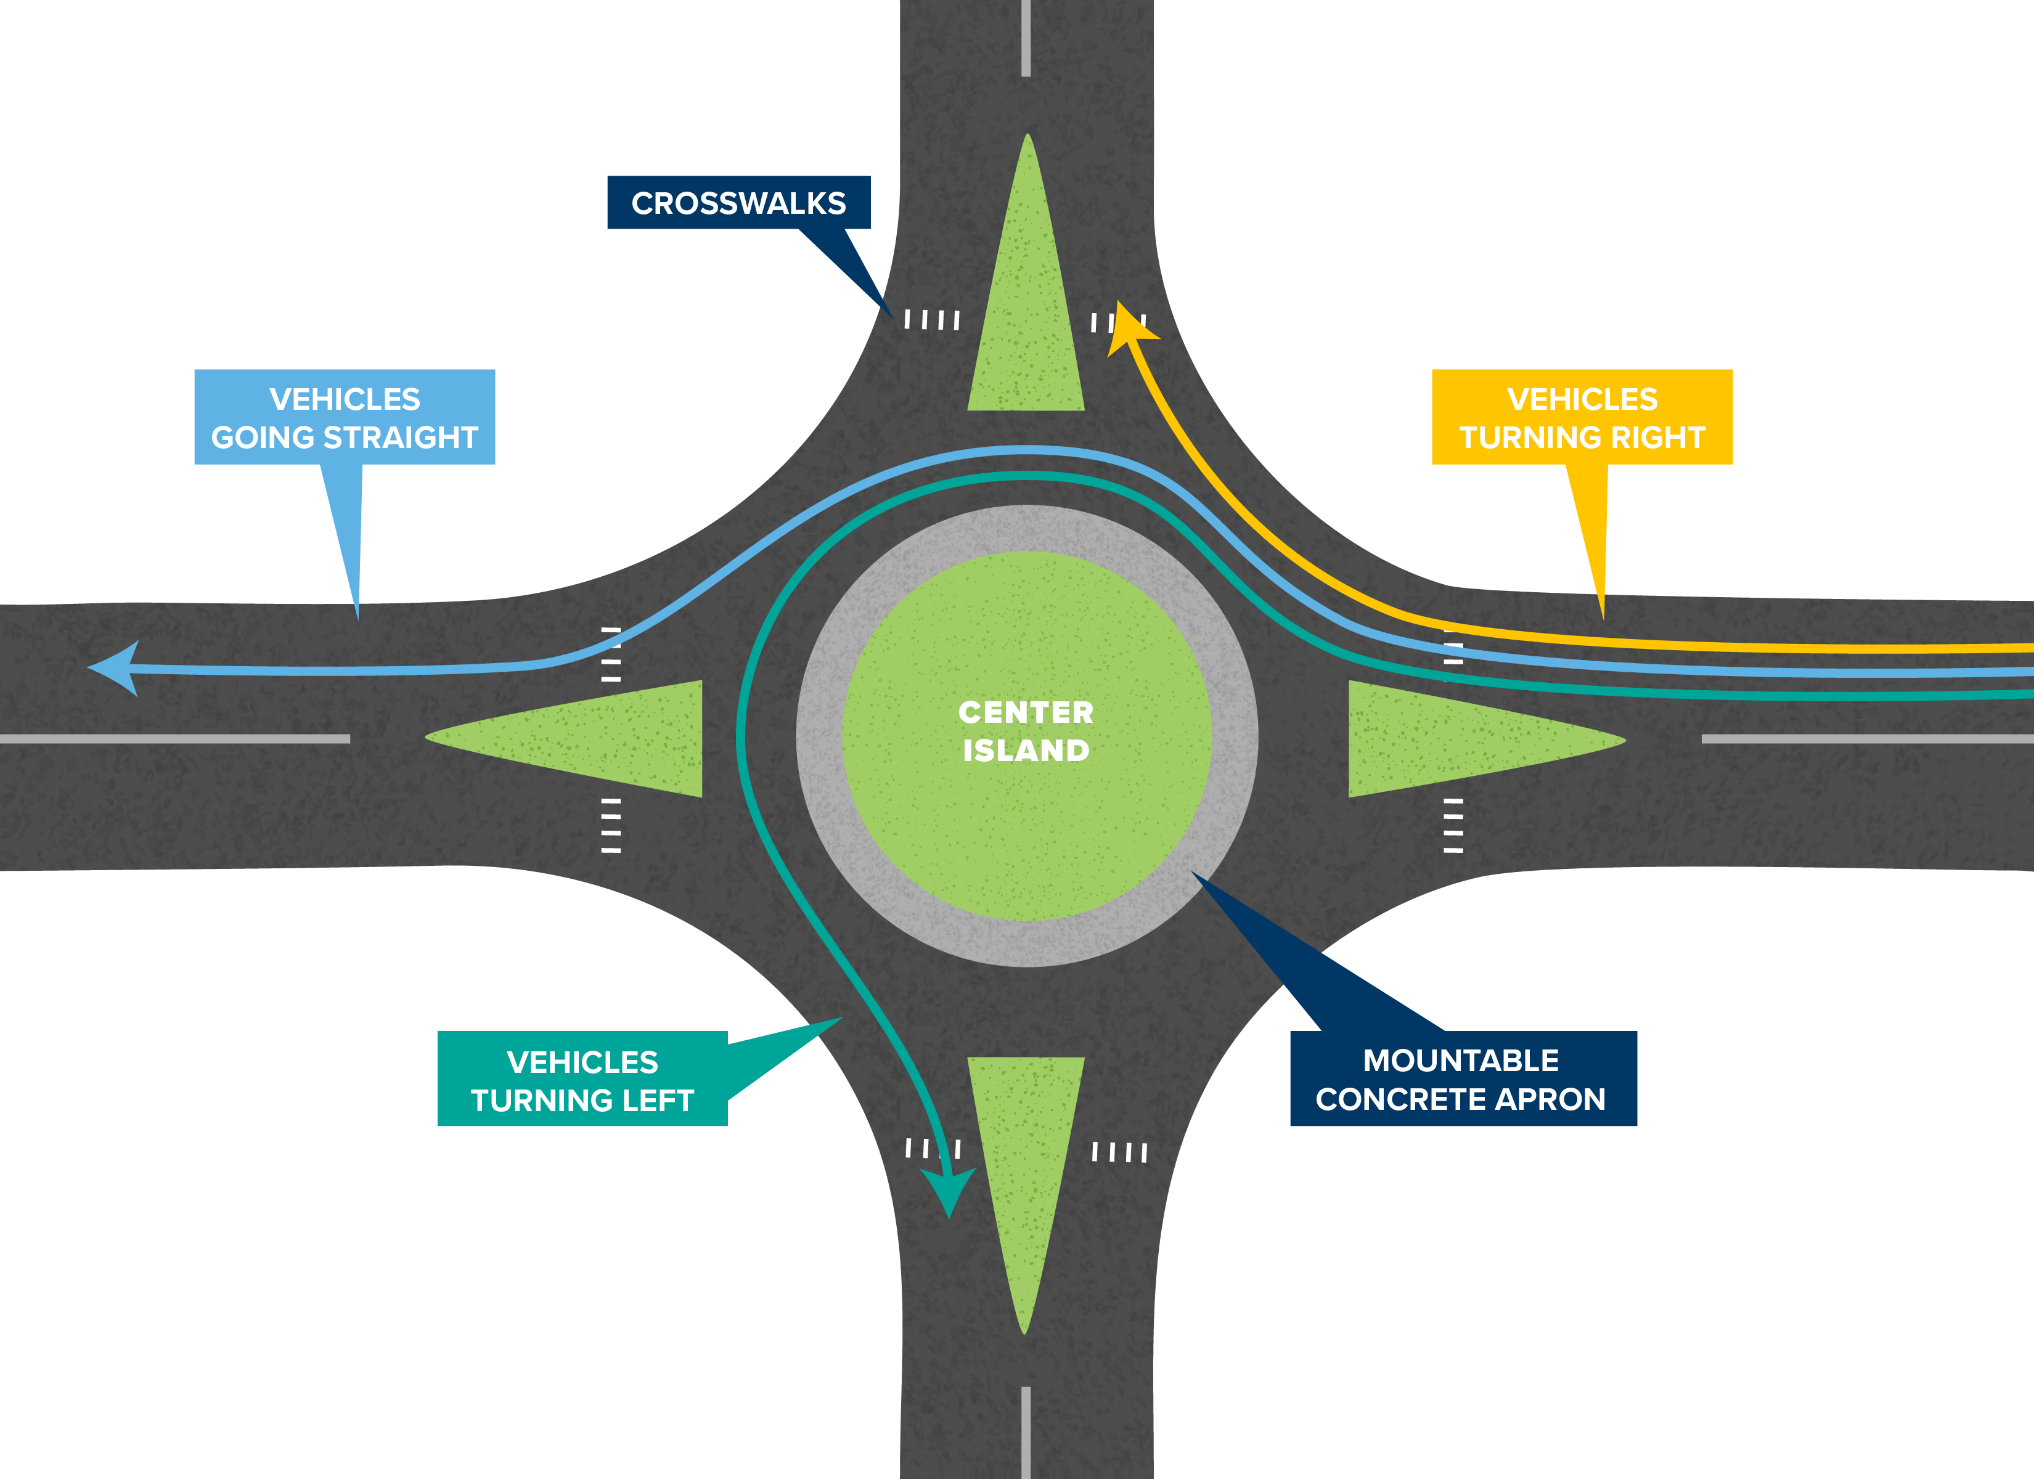 CROSSWALKS
VEHICLES
GOING STRAIGHT
VEHICLES
TURNING RIGHT
CENTER
ISLAND
VEHICLES
TURNING LEFT
MOUNTABLE
CONCRETE APRON